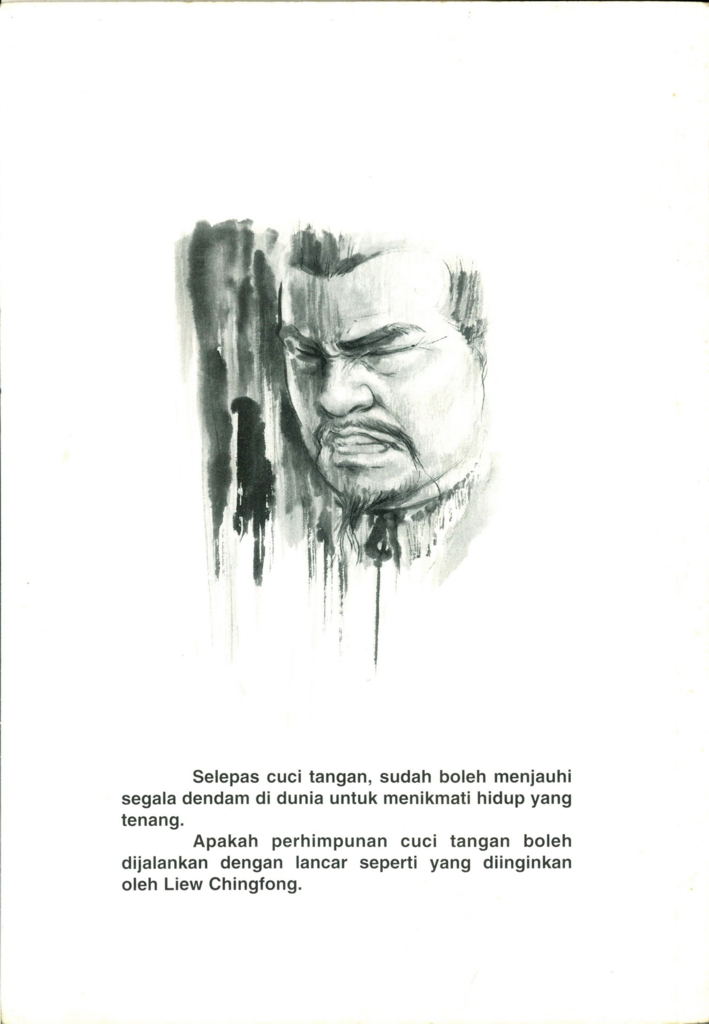 Selepas cuci tangan, sudah boleh menjauhi
segala dendam di dunia untuk menikmati hidup yang
tenang.
Apakah perhimpunan cuci tangan boleh
dijalankan dengan lancar seperti yang diinginkan
oleh Liew Chingfong.